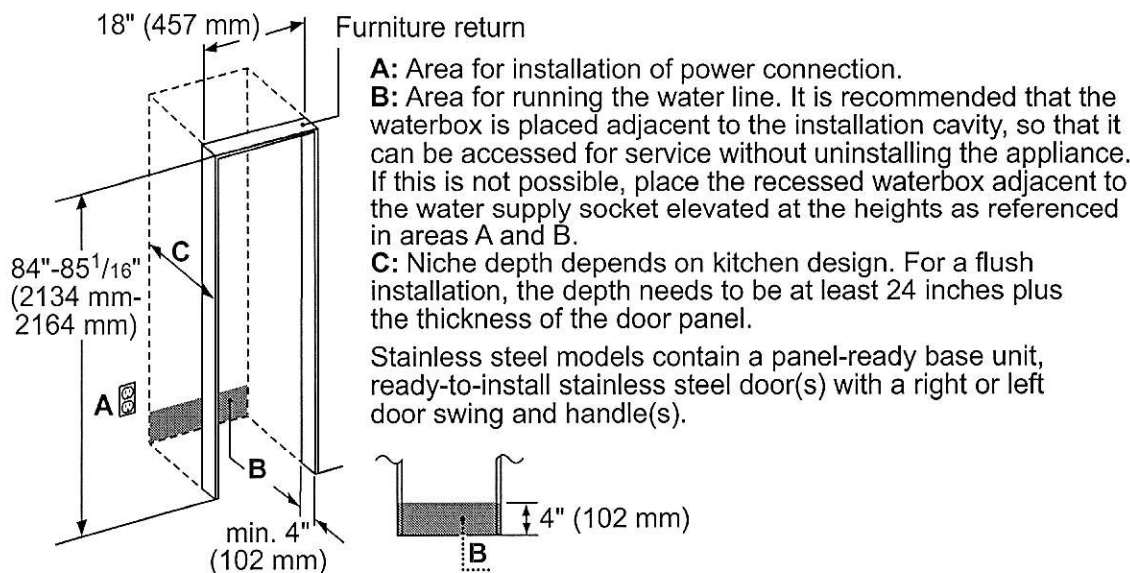 18" (457 mm)
Furniture return
A: Area for installation of power connection.
B: Area for running the water line. It is recommended that the
waterbox is placed adjacent to the installation cavity, so that it
can be accessed for service without uninstalling the appliance.
If this is not possible, place the recessed waterbox adjacent to
the water supply socket elevated at the heights as referenced
in areas A and B.
C: Niche depth depends on kitchen design. For a flush
installation, the depth needs to be at least 24 inches plus
the thickness of the door panel.
Stainless steel models contain a panel-ready base unit,
ready-to-install stainless steel door(s) with a right or left
door swing and handle(s).
C
84"-85 1/16"
(2134 mm-
2164 mm)
A
B
min. 4"
(102 mm)
4" (102 mm)
B